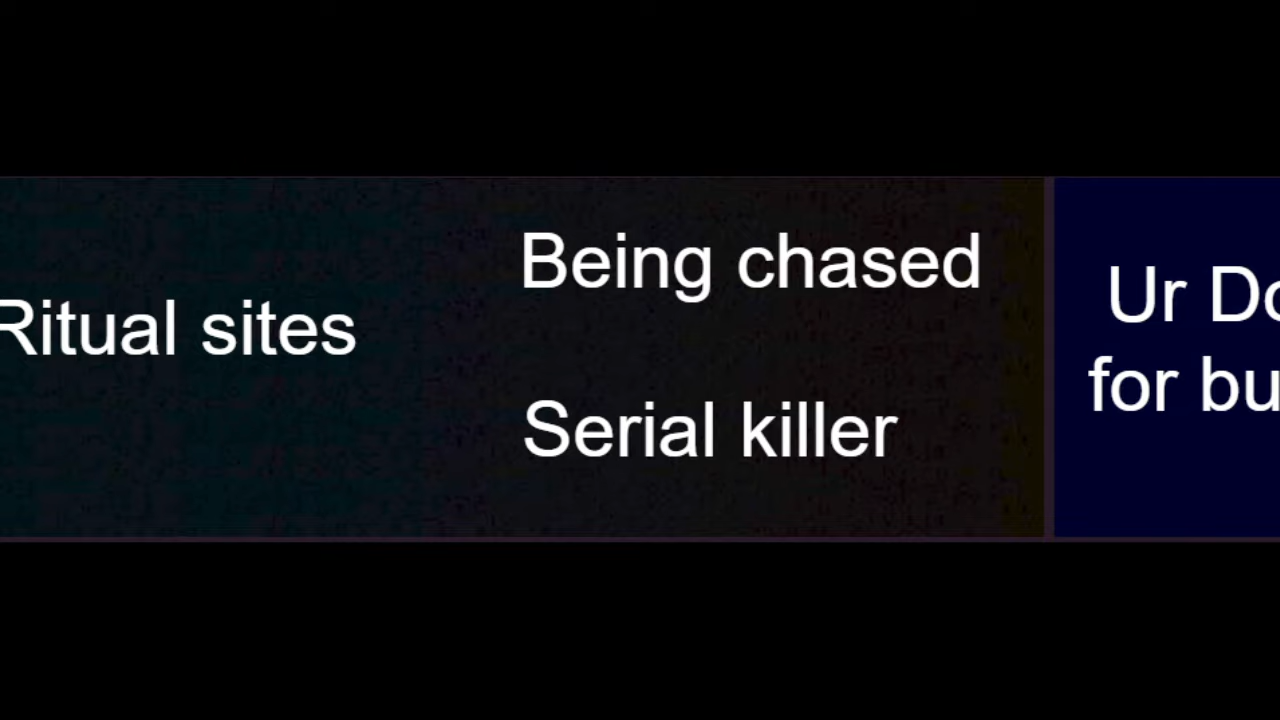 Ritual sites
Being chased
Serial killer
Ur
for